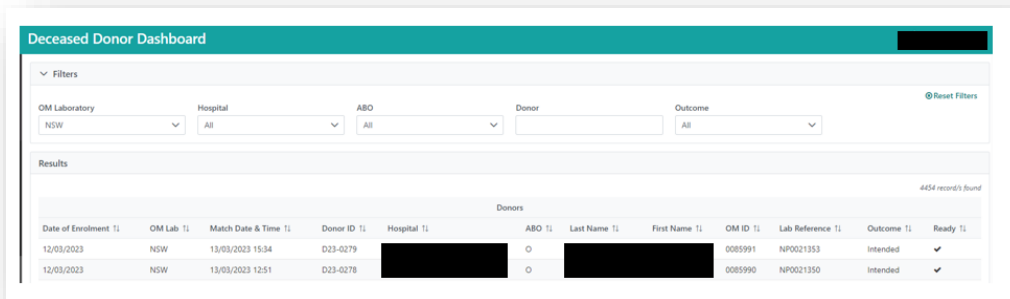 Deceased Donor Dashboard
Filters
Reset Filters
OM Laboratory Hospital ABO Donor Outcome
NSW All All All
Results
4454 record/s found
Donors
Date of Enrolment OM Lab Match Date & Time Donor ID Hospital ABO Last Name First Name OM ID Lab Reference Outcome Ready
12/03/2023 NSW 13/03/2023 15:34 D23-0279 O 0085991 NP0021353 Intended
12/03/2023 NSW 13/03/2023 12:51 D23-0278 O 0085990 NP0021350 Intended